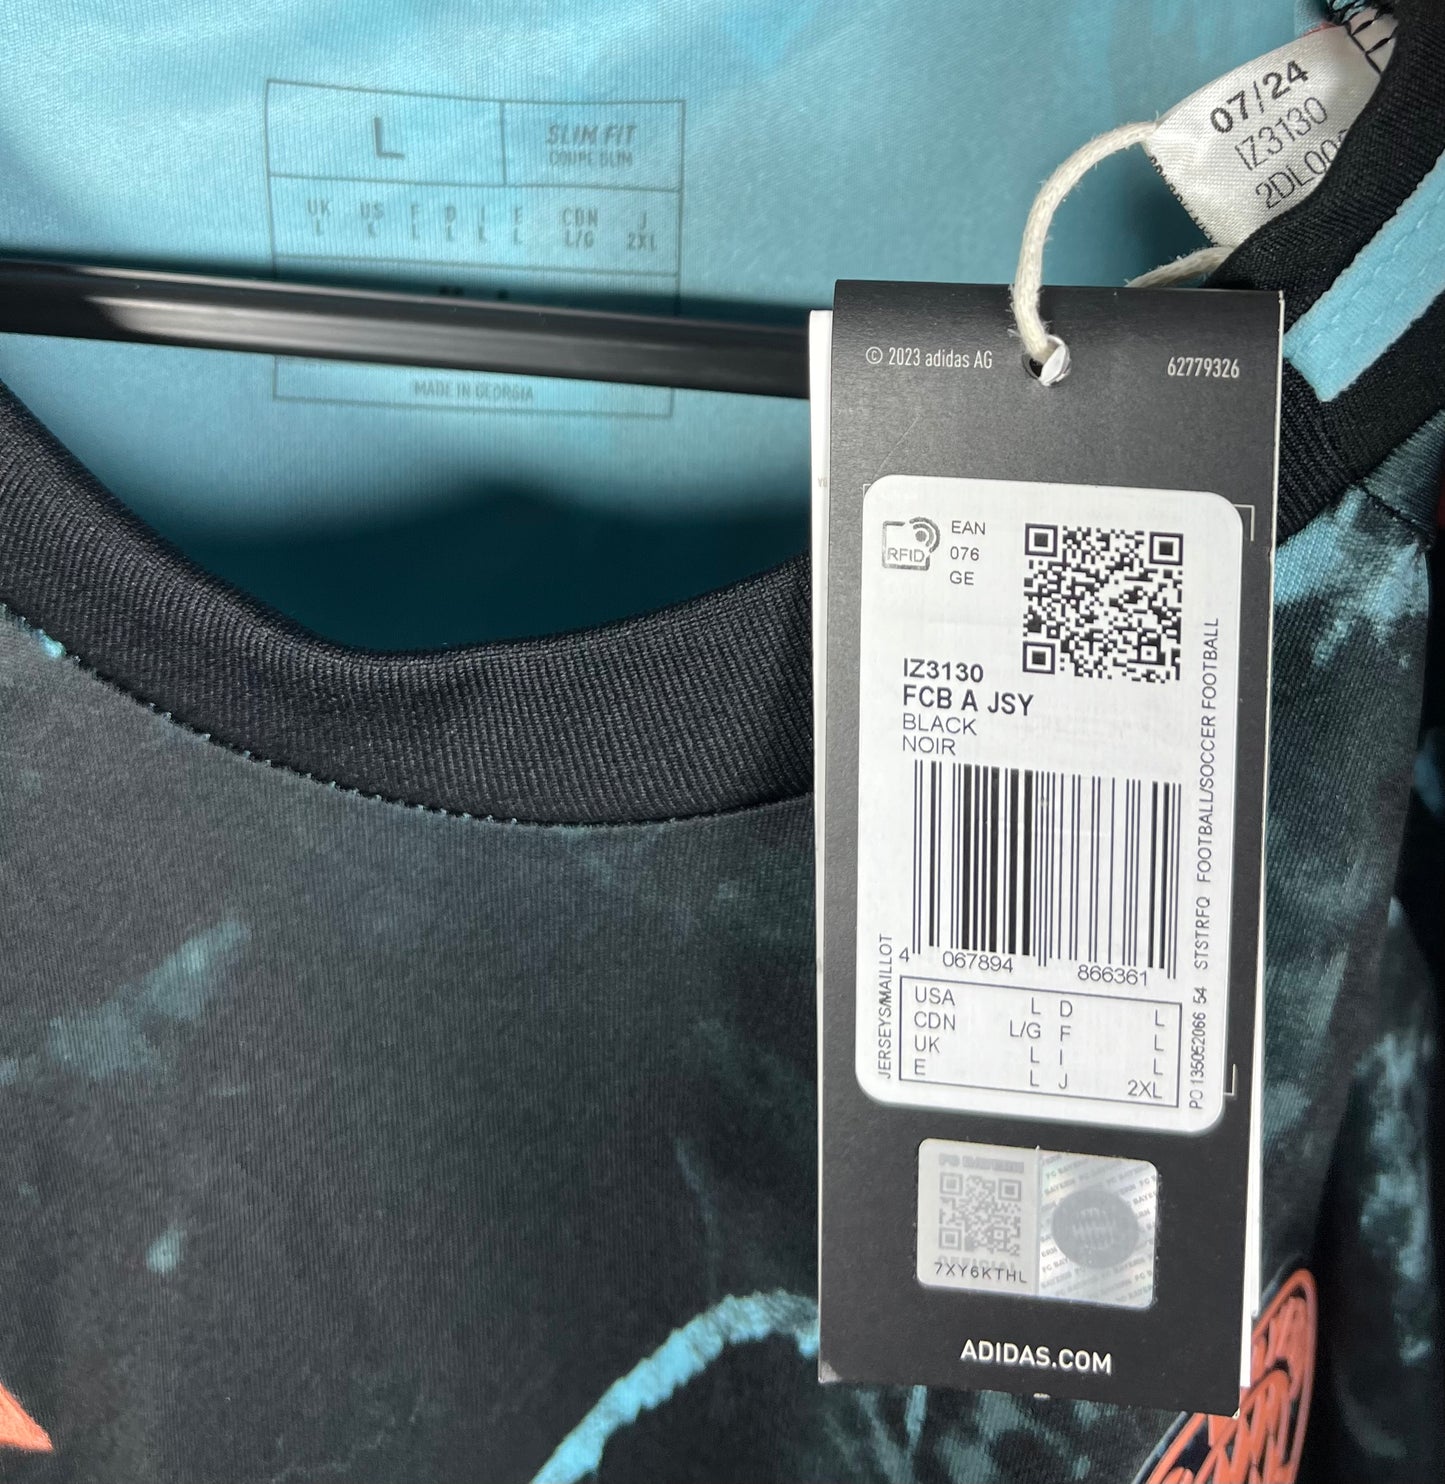 L
SLIM FIT
COUPE SLIM
UK US F D I E CDN J
L L L L L L L/G 2XL
MADE IN GEORGIA
07/24
IZ3130
© 2023 adidas AG
62779326
RFID
EAN
076
GE
IZ3130
FCB A JSY
BLACK
NOIR
4 067894 866361
JERSEYS/MAILLOT
USA L D L
CDN L/G F L
UK L I L
E L J 2XL
PO 135052066 54 STSTRFQ FOOTBALL/SOCCER FOOTBALL
FC BAYERN
7XY6KTHL
ADIDAS.COM